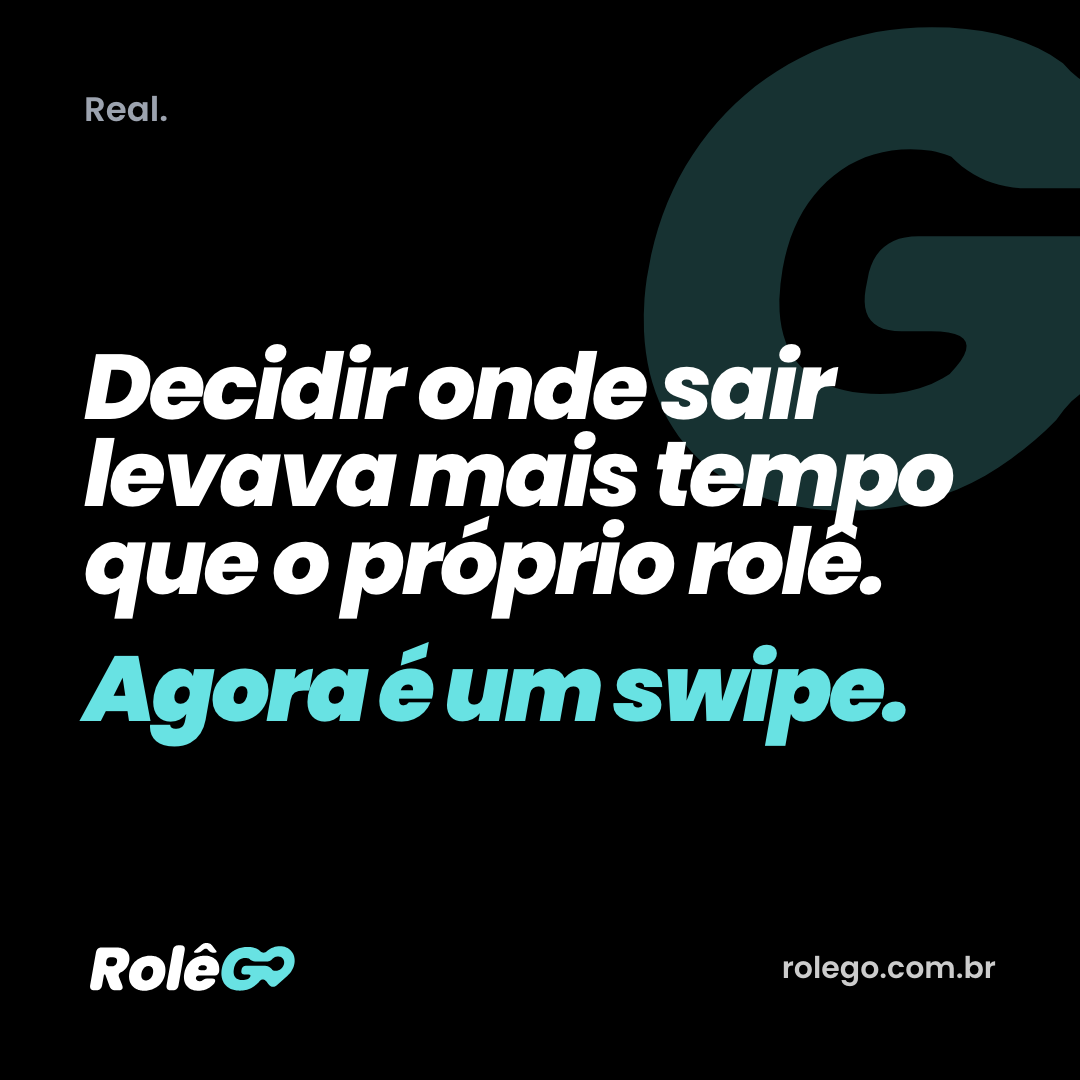 Real.
Decidir onde sair
levava mais tempo
que o próprio rolê.
Agora é um swipe.
RolêGO
rolego.com.br